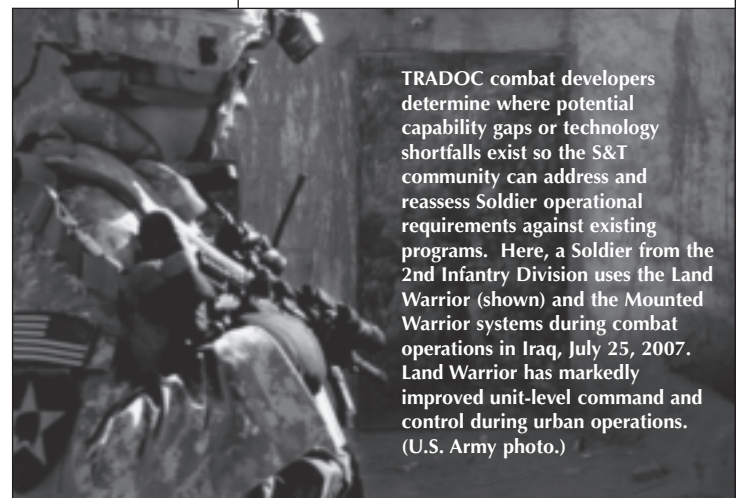 TRADOC combat developers
determine where potential
capability gaps or technology
shortfalls exist so the S&T
community can address and
reassess Soldier operational
requirements against existing
programs. Here, a Soldier from the
2nd Infantry Division uses the Land
Warrior (shown) and the Mounted
Warrior systems during combat
operations in Iraq, July 25, 2007.
Land Warrior has markedly
improved unit-level command and
control during urban operations.
(U.S. Army photo.)